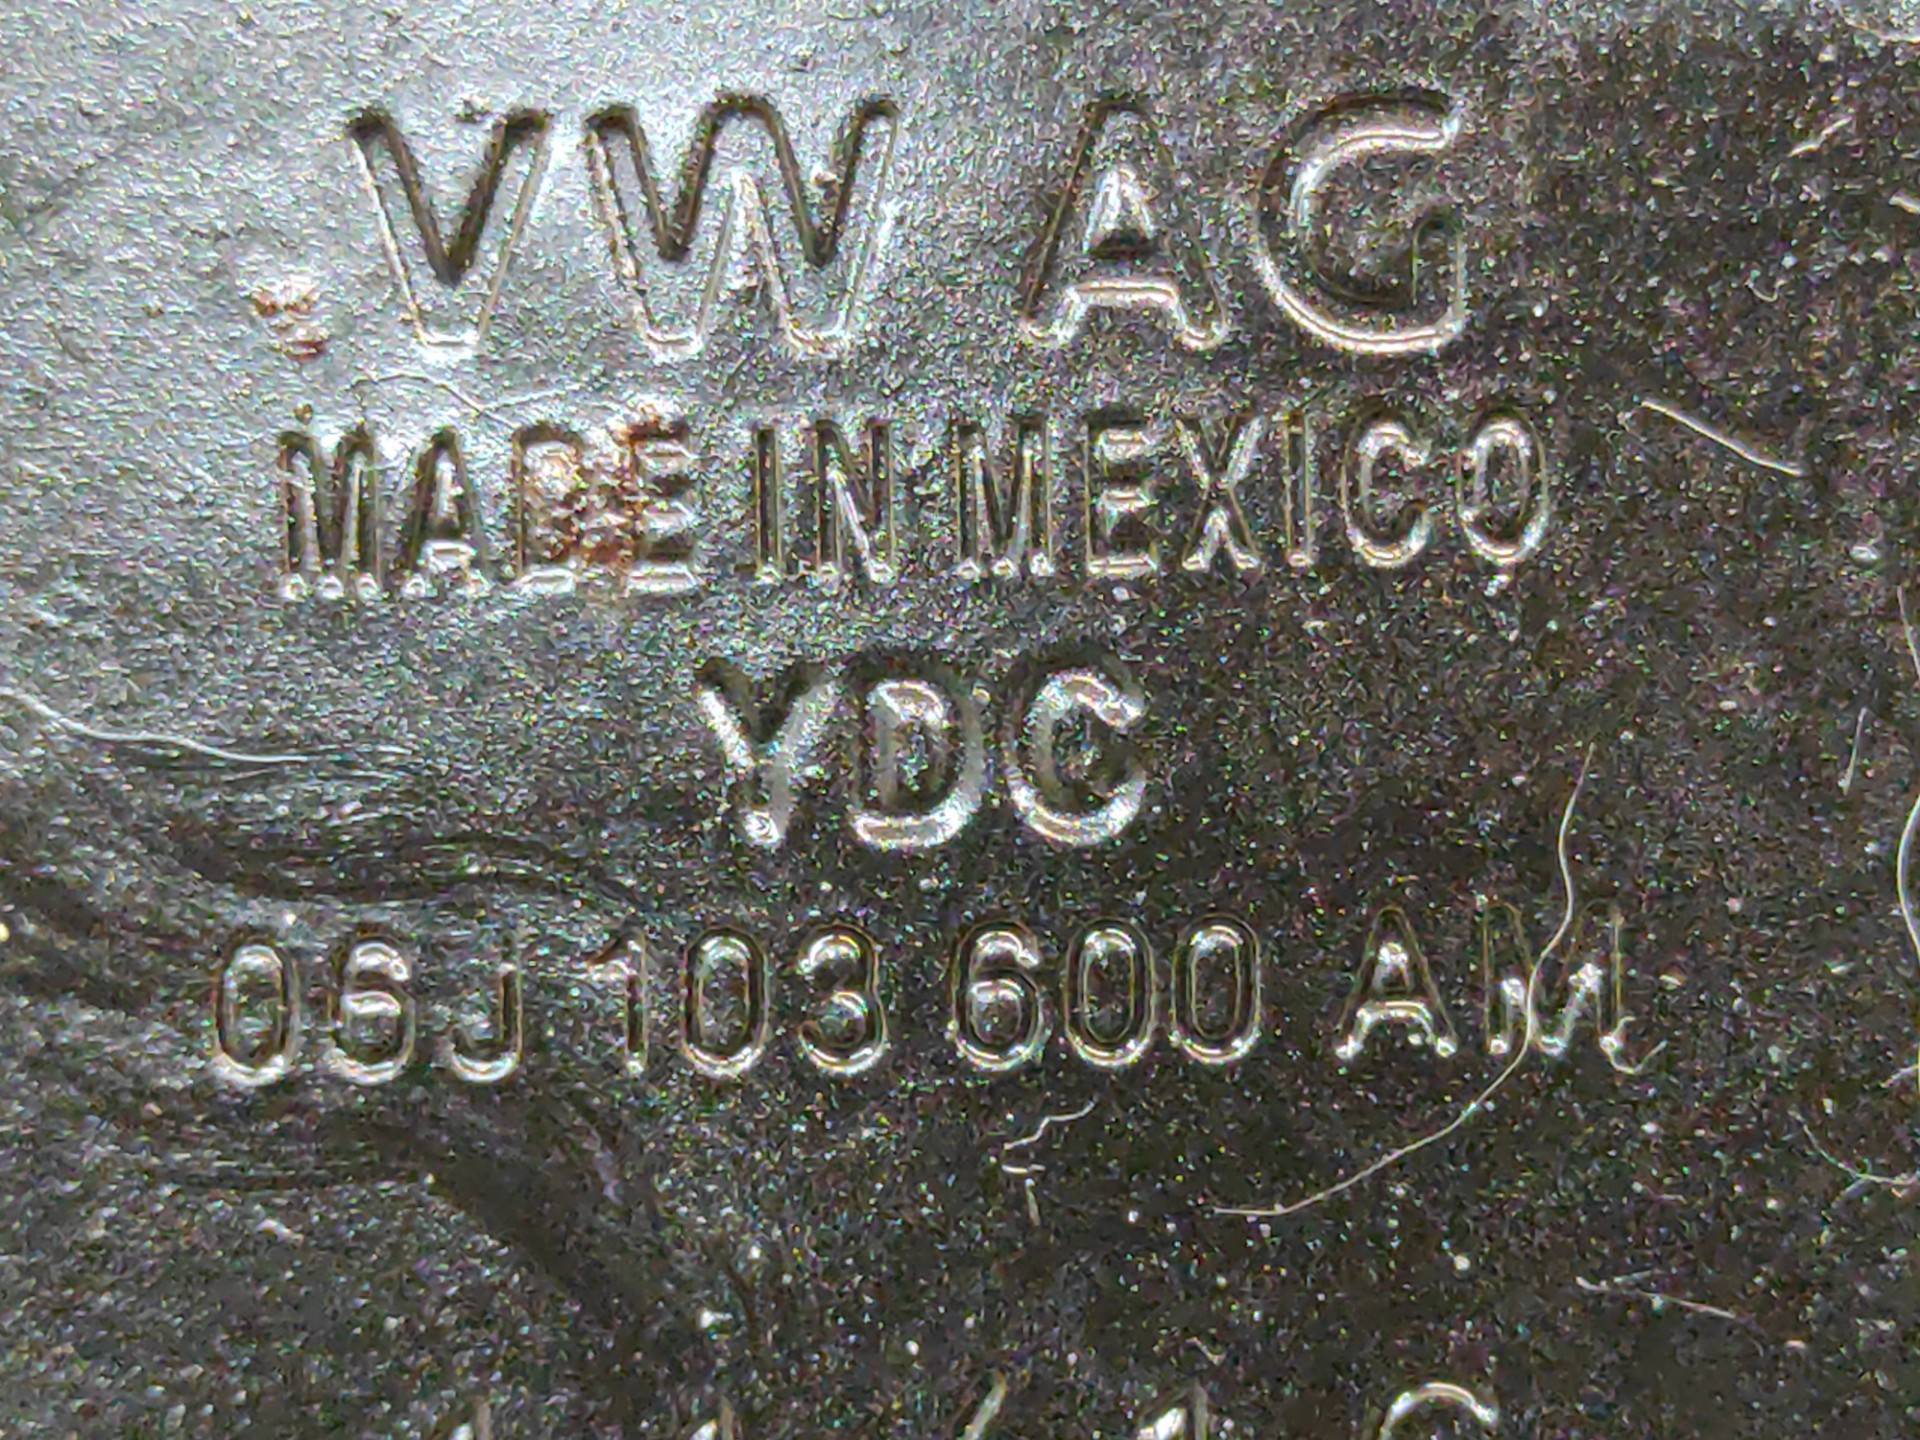 VW AG
MADE IN MEXICO
YDC
06J 103 600 AM